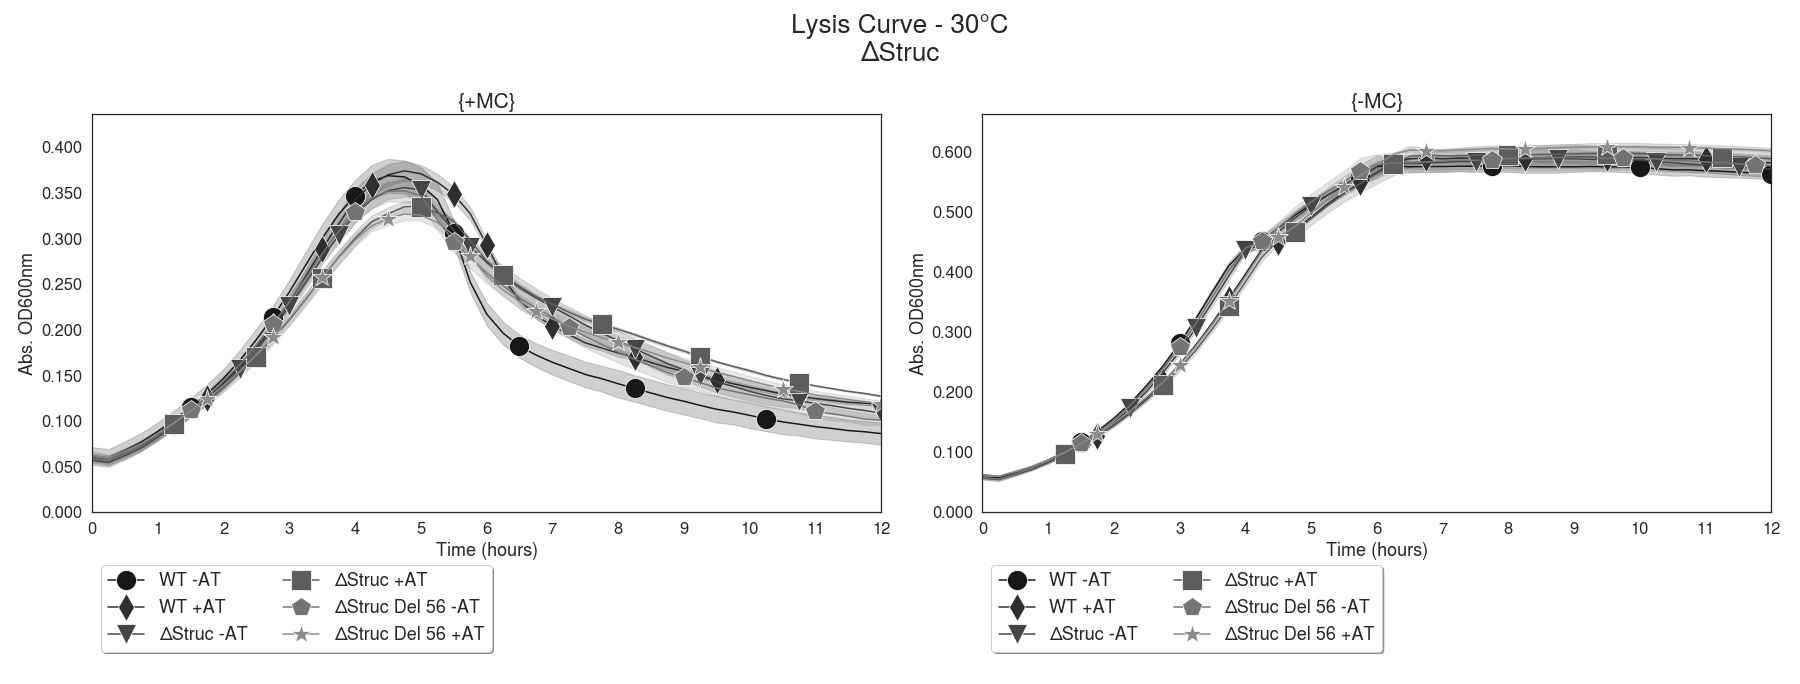 Lysis Curve - 30°C
ΔStruc
{+MC}
Abs. OD600nm
0.400
0.350
0.300
0.250
0.200
0.150
0.100
0.050
0.000
0 1 2 3 4 5 6 7 8 9 10 11 12
Time (hours)
WT -AT
WT +AT
ΔStruc -AT
ΔStruc +AT
ΔStruc Del 56 -AT
ΔStruc Del 56 +AT
{-MC}
Abs. OD600nm
0.600
0.500
0.400
0.300
0.200
0.100
0.000
0 1 2 3 4 5 6 7 8 9 10 11 12
Time (hours)
WT -AT
WT +AT
ΔStruc -AT
ΔStruc +AT
ΔStruc Del 56 -AT
ΔStruc Del 56 +AT